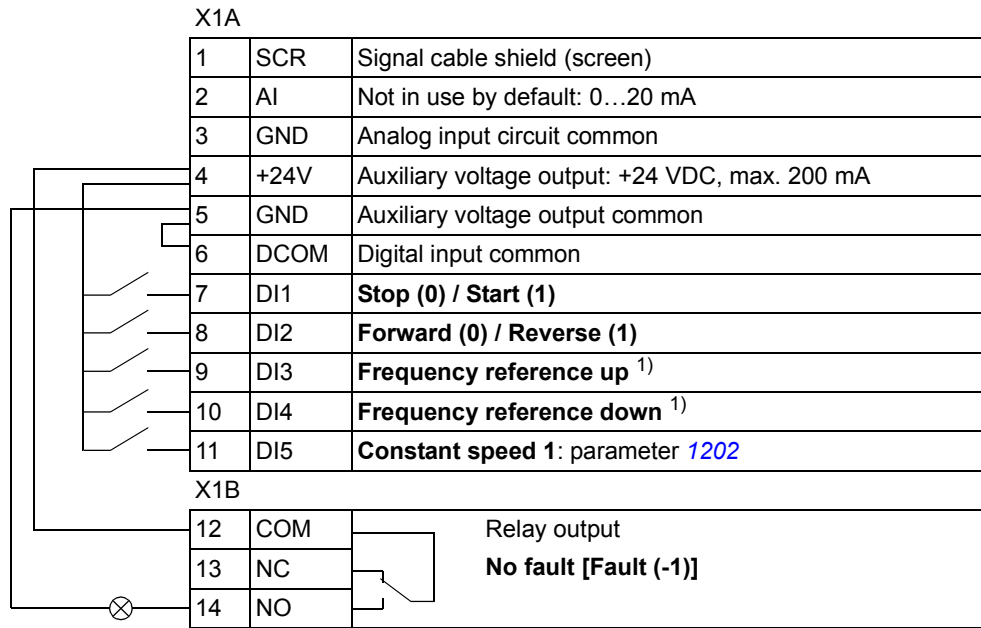 X1A
1 SCR Signal cable shield (screen)
2 AI Not in use by default: 0…20 mA
3 GND Analog input circuit common
4 +24V Auxiliary voltage output: +24 VDC, max. 200 mA
5 GND Auxiliary voltage output common
6 DCOM Digital input common
7 DI1 Stop (0) / Start (1)
8 DI2 Forward (0) / Reverse (1)
9 DI3 Frequency reference up 1)
10 DI4 Frequency reference down 1)
11 DI5 Constant speed 1: parameter 1202
X1B
12 COM Relay output
13 NC No fault [Fault (-1)]
14 NO